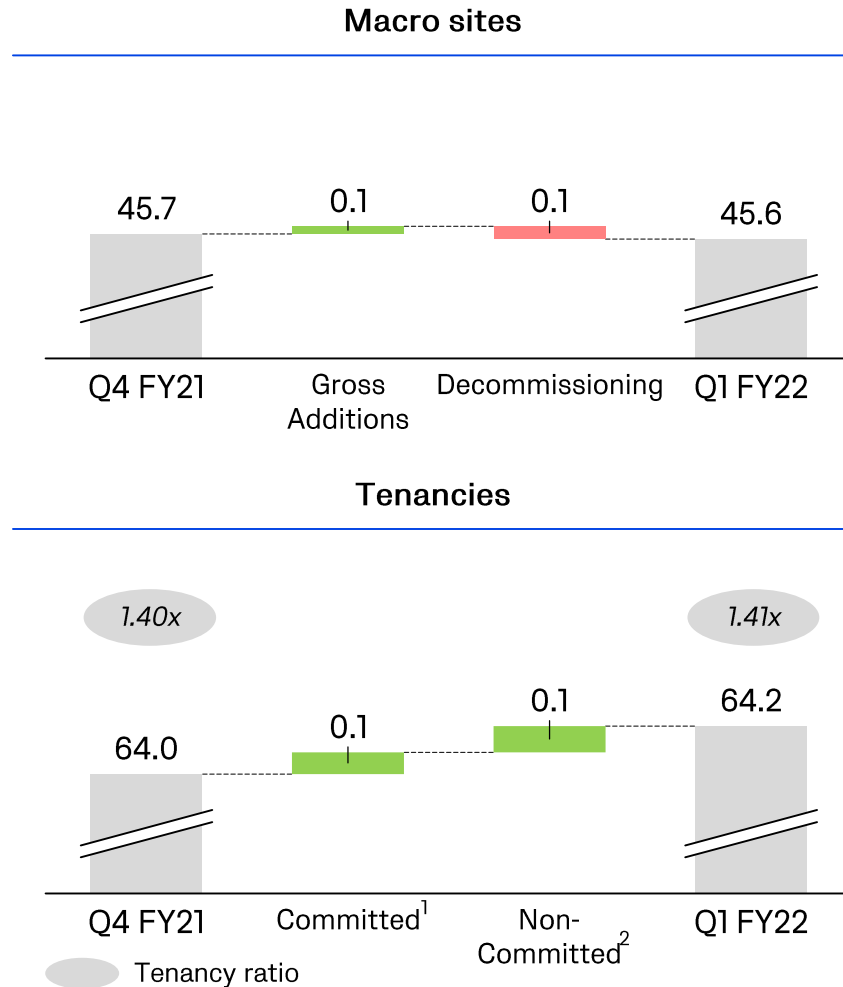 Macro sites
45.7
0.1
0.1
45.6
Q4 FY21
Gross
Additions
Decommissioning
Q1 FY22
Tenancies
1.40x
1.41x
64.0
0.1
0.1
64.2
Q4 FY21
Committed1
Non-
Committed2
Q1 FY22
Tenancy ratio